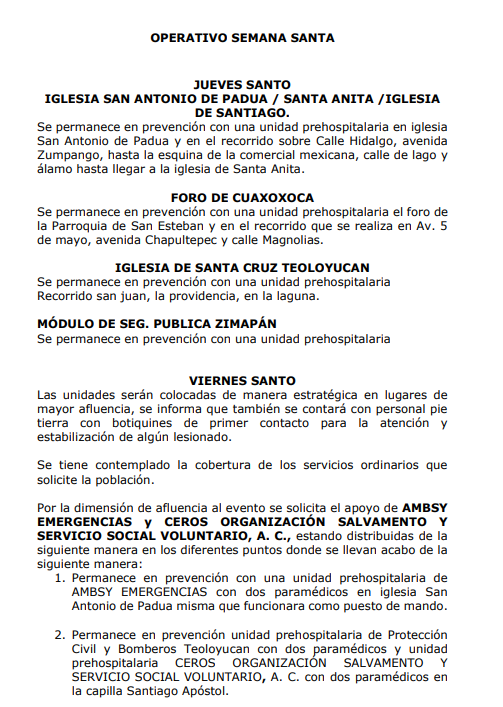 OPERATIVO SEMANA SANTA
JUEVES SANTO
IGLESIA SAN ANTONIO DE PADUA / SANTA ANITA /IGLESIA
DE SANTIAGO.
Se permanece en prevención con una unidad prehospitalaria en iglesia
San Antonio de Padua y en el recorrido sobre Calle Hidalgo, avenida
Zumpango, hasta la esquina de la comercial mexicana, calle de lago y
álamo hasta llegar a la iglesia de Santa Anita.
FORO DE CUAXOXOCA
Se permanece en prevención con una unidad prehospitalaria el foro de
la Parroquia de San Esteban y en el recorrido que se realiza en Av. 5
de mayo, avenida Chapultepec y calle Magnolias.
IGLESIA DE SANTA CRUZ TEOLOYUCAN
Se permanece en prevención con una unidad prehospitalaria
Recorrido san juan, la providencia, en la laguna.
MÓDULO DE SEG. PUBLICA ZIMAPÁN
Se permanece en prevención con una unidad prehospitalaria
VIERNES SANTO
Las unidades serán colocadas de manera estratégica en lugares de
mayor afluencia, se informa que también se contará con personal pie
tierra con botiquines de primer contacto para la atención y
estabilización de algún lesionado.
Se tiene contemplado la cobertura de los servicios ordinarios que
solicite la población.
Por la dimensión de afluencia al evento se solicita el apoyo de AMBSY
EMERGENCIAS y CEROS ORGANIZACIÓN SALVAMENTO Y
SERVICIO SOCIAL VOLUNTARIO, A. C., estando distribuidas de la
siguiente manera en los diferentes puntos donde se llevan acabo de la
siguiente manera:
1. Permanece en prevención con una unidad prehospitalaria de
AMBSY EMERGENCIAS con dos paramédicos en iglesia San
Antonio de Padua misma que funcionara como puesto de mando.
2. Permanece en prevención unidad prehospitalaria de Protección
Civil y Bomberos Teoloyucan con dos paramédicos y unidad
prehospitalaria CEROS ORGANIZACIÓN SALVAMENTO Y
SERVICIO SOCIAL VOLUNTARIO, A. C. con dos paramédicos en
la capilla Santiago Apóstol.